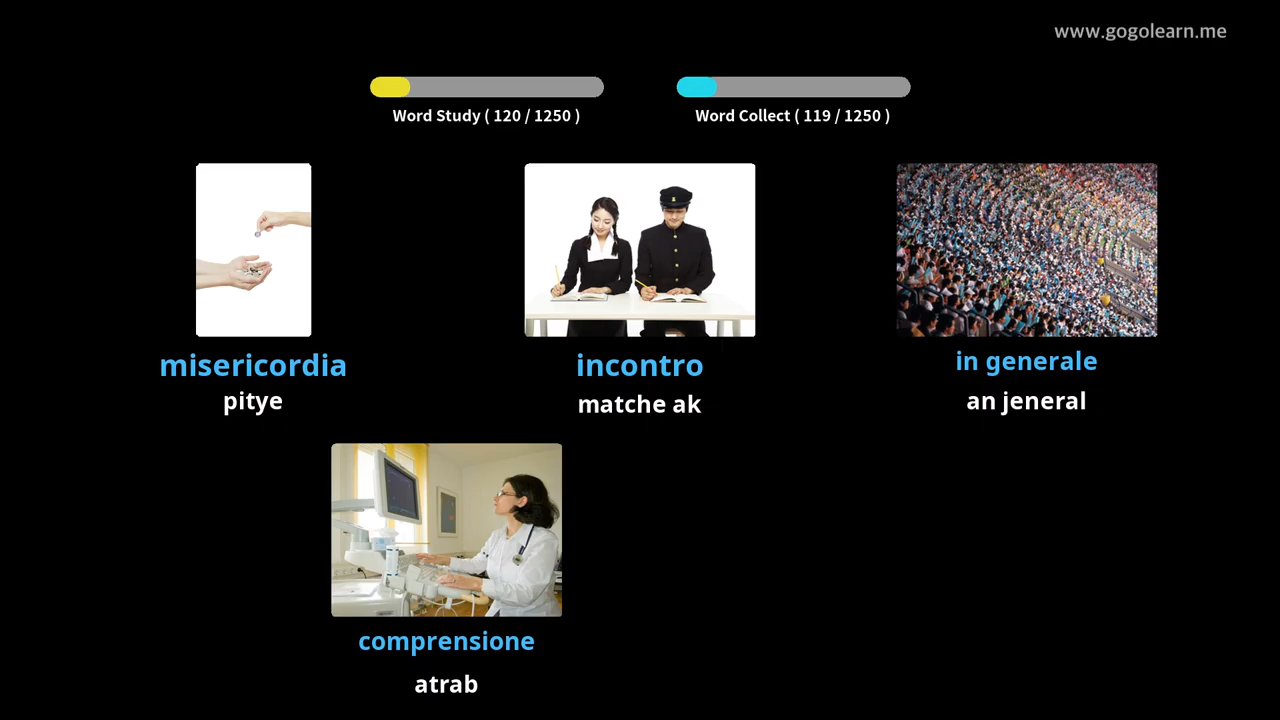 www.gogolearn.me
Word Study ( 120 / 1250 )
Word Collect ( 119 / 1250 )
misericordia
pitye
incontro
matche ak
in generale
an jeneral
comprensione
atrab